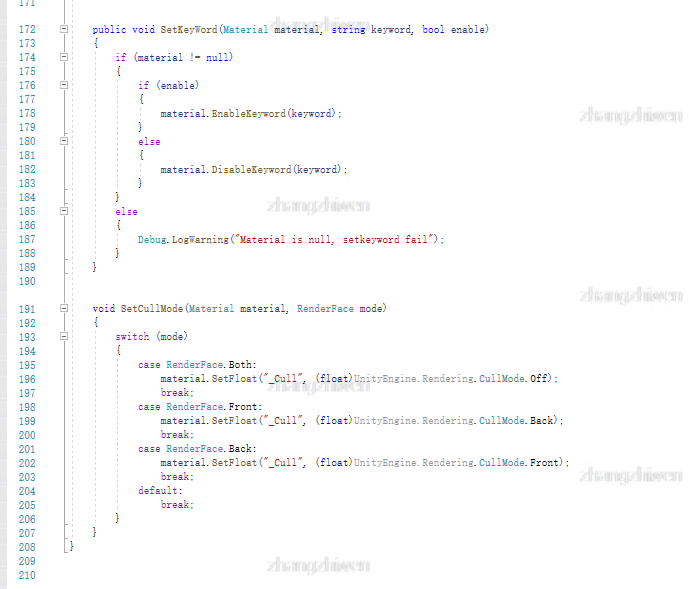 171
172 public void SetKeyWord(Material material, string keyword, bool enable)
173 {
174 if (material != null)
175 {
176 if (enable)
177 {
178 material.EnableKeyword(keyword);
179 }
180 else
181 {
182 material.DisableKeyword(keyword);
183 }
184 }
185 else
186 {
187 Debug.LogWarning("Material is null, setkeyword fail");
188 }
189 }
190
191 void SetCullMode(Material material, RenderFace mode)
192 {
193 switch (mode)
194 {
195 case RenderFace.Both:
196 material.SetFloat("_Cull", (float)UnityEngine.Rendering.CullMode.Off);
197 break;
198 case RenderFace.Front:
199 material.SetFloat("_Cull", (float)UnityEngine.Rendering.CullMode.Back);
200 break;
201 case RenderFace.Back:
202 material.SetFloat("_Cull", (float)UnityEngine.Rendering.CullMode.Front);
203 break;
204 default:
205 break;
206 }
207 }
208 }
209
210
zhangzhiwen
zhangzhiwen
zhangzhiwen
zhangzhiwen
zhangzhiwen
zhangzhiwen
zhangzhiwen